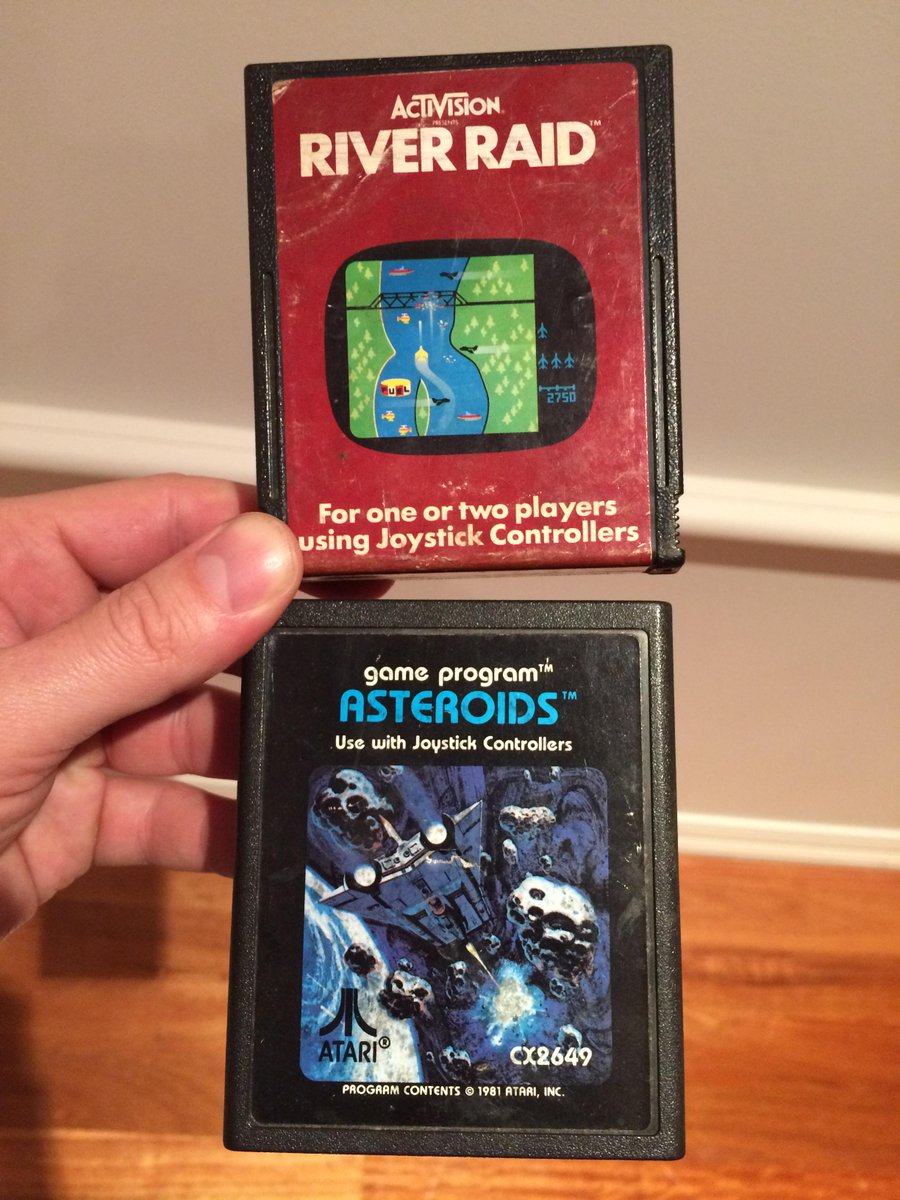 ACTIVISION
PRESENTS
RIVER RAID™
FUEL
2750
For one or two players
using Joystick Controllers
game program™
ASTEROIDS™
Use with Joystick Controllers
ATARI®
CX2649
PROGRAM CONTENTS © 1981 ATARI, INC.